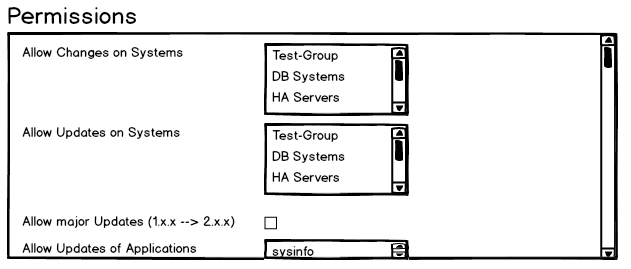 Permissions
Allow Changes on Systems
Test-Group
DB Systems
HA Servers
Allow Updates on Systems
Test-Group
DB Systems
HA Servers
Allow major Updates (1.x.x --> 2.x.x)
Allow Updates of Applications
sysinfo